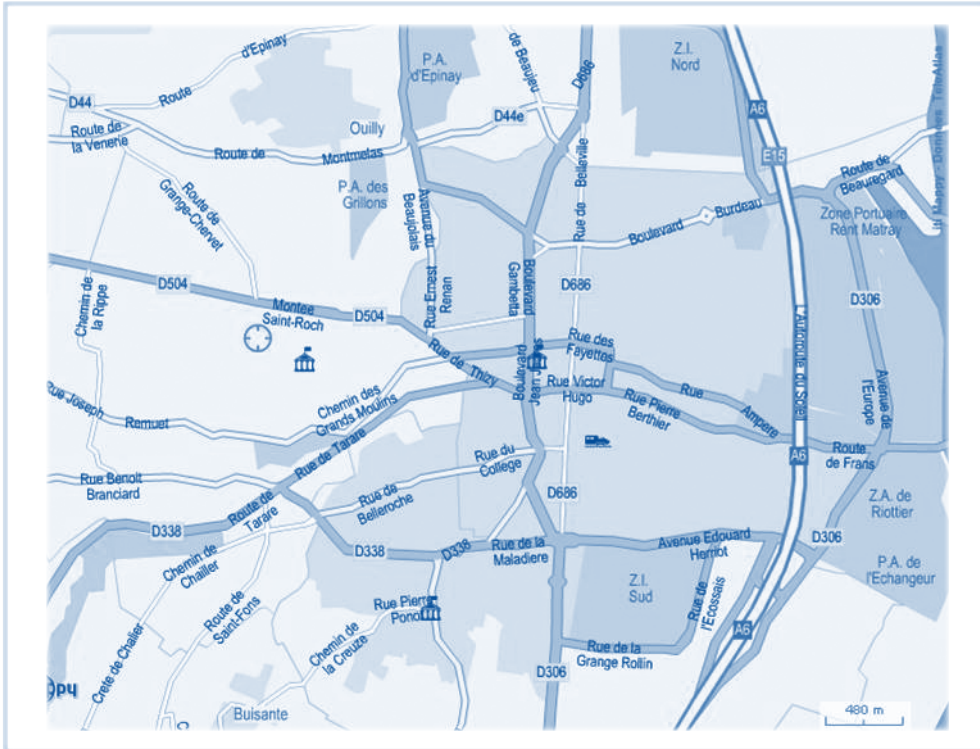 d'Epinay
P.A.
d'Epinay
de Beaujeu
D686
Z.I.
Nord
D44
Route
Ouilly
D44e
A6
Route de
la Venerie
Route de
Montmelas
E15
Route de
Beauregard
iti Mappy - Données TeleAtlas
Route de
Grange-Chervet
P.A. des
Grillons
Avenue du
Beaujolais
Rue de
Belleville
Boulevard
Burdeau
Zone Portuaire
Rent Matray
D504
Chemin de
la Rippe
Montee
Saint-Roch
D504
Rue Ernest
Renan
Boulevard
Gambetta
D686
D306
L'Autoroute du Soleil
Rue des
Fayettes
Rue de Thizy
Boulevard
Jean
Rue Victor
Hugo
Rue
Ampere
Rue Pierre
Berthier
Avenue de
l'Europe
Rue Joseph
Remuet
Chemin des
Grands Moulins
Rue de Tarare
Rue du
College
A6
Route
de Frans
Rue Benoit
Branciard
Route de
Tarare
Rue de
Belleroche
D686
Z.A. de
Riottier
D338
D338
D338
Rue de la
Maladiere
Avenue Edouard
Herriot
D306
Chemin de
Chailler
P.A. de
l'Echangeur
Z.I.
Sud
Rue de
l'Ecossais
Route de
Saint-Fons
Rue Pierre
Chemin de
la Creuze
Crete de Chalier
A6
Rue de la
Grange Rollin
D306
Buisante
480 m